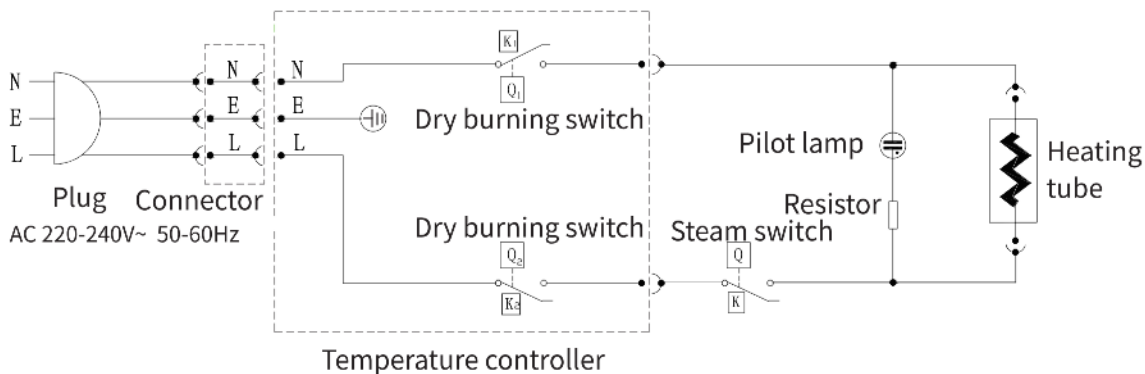 K₁
N
N
N
Q₁
E
E
E
Dry burning switch
L
L
L
Pilot lamp
Heating
tube
Plug
Connector
Resistor
AC 220-240V~ 50-60Hz
Dry burning switch
Steam switch
Q₂
Q
K₂
K
Temperature controller